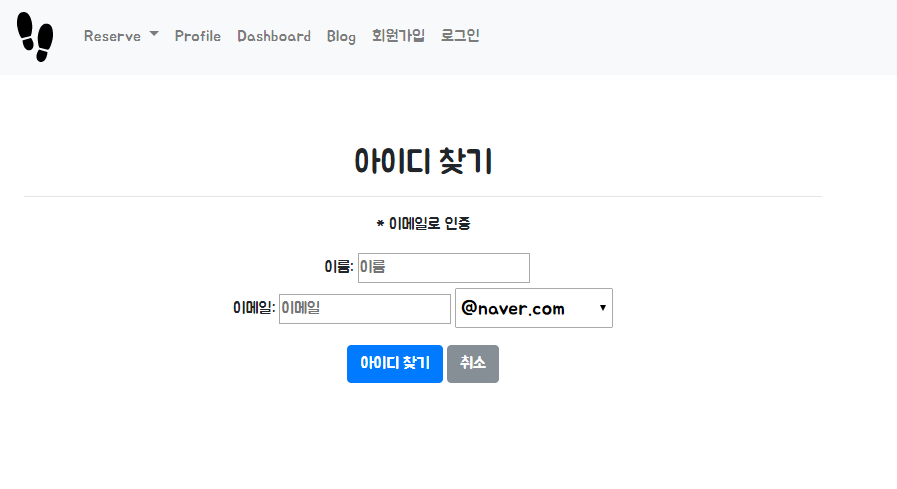 Reserve Profile Dashboard Blog 회원가입 로그인
아이디 찾기
* 이메일로 인증
이름: 이름
이메일: 이메일 @naver.com
아이디 찾기 취소